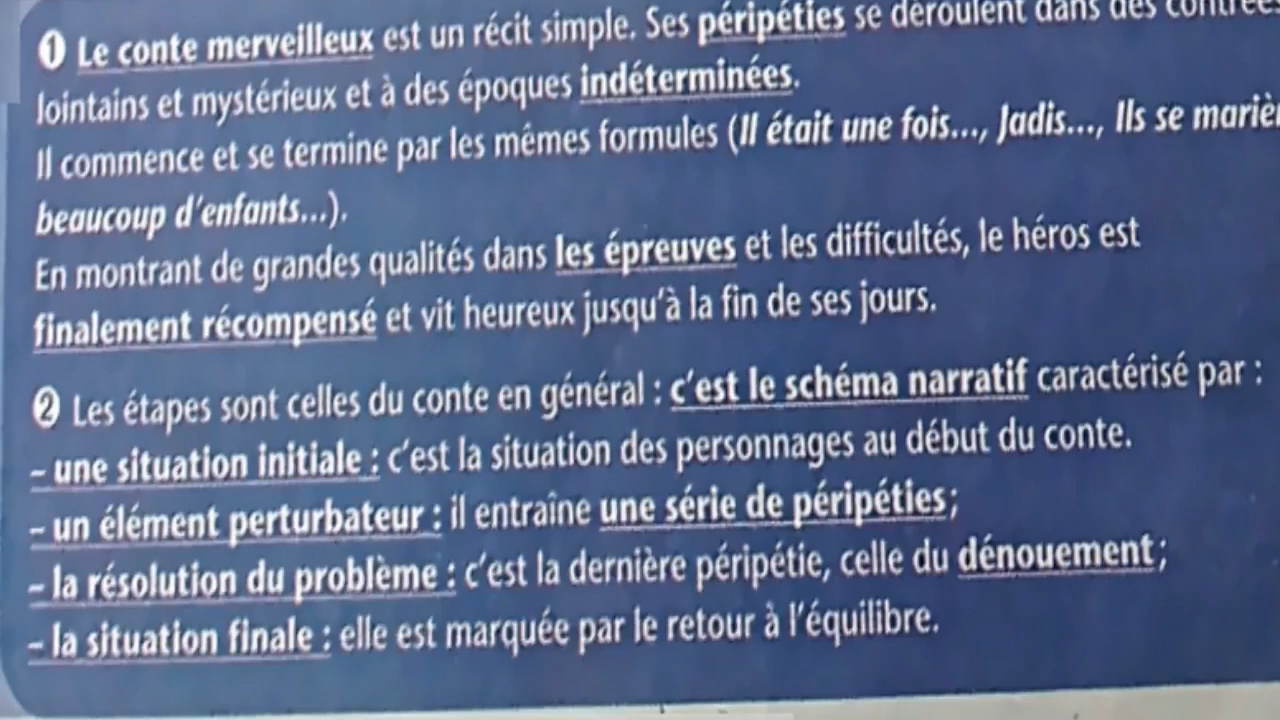 ① Le conte merveilleux est un récit simple. Ses péripéties se déroulent dans des contrées
lointains et mystérieux et à des époques indéterminées.
Il commence et se termine par les mêmes formules (Il était une fois..., Jadis..., Ils se
beaucoup d'enfants...).
En montrant de grandes qualités dans les épreuves et les difficultés, le héros est
finalement récompensé et vit heureux jusqu'à la fin de ses jours.
② Les étapes sont celles du conte en général : c'est le schéma narratif caractérisé par :
– une situation initiale : c'est la situation des personnages au début du conte.
– un élément perturbateur : il entraîne une série de péripéties;
– la résolution du problème : c'est la dernière péripétie, celle du dénouement;
– la situation finale : elle est marquée par le retour à l'équilibre.